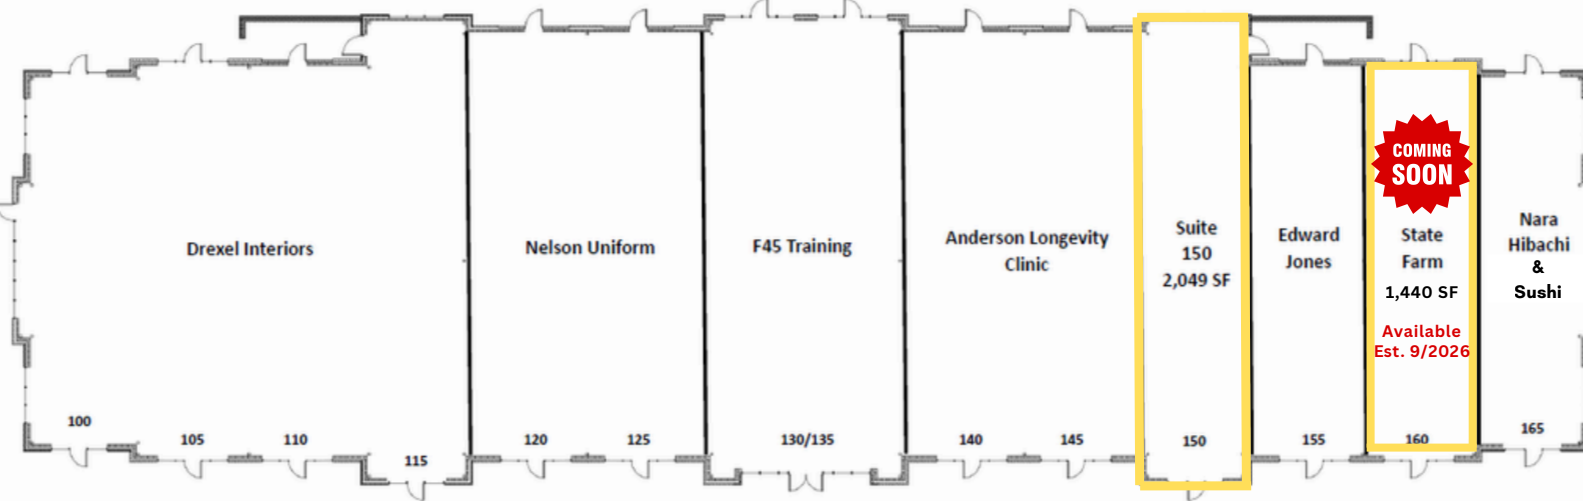 Drexel Interiors
100
105
110
115
Nelson Uniform
120
125
F45 Training
130/135
Anderson Longevity
Clinic
140
145
Suite
150
2,049 SF
150
Edward
Jones
155
COMING
SOON
State
Farm
1,440 SF
Available
Est. 9/2026
160
Nara
Hibachi
&
Sushi
165